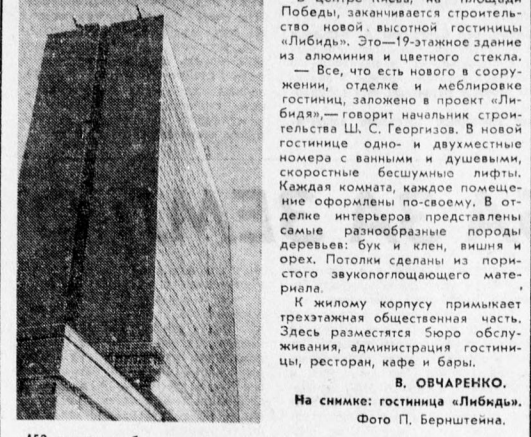 В центре Киева, на площади
Победы, заканчивается строитель-
ство новой высотной гостиницы
«Либидь». Это—19-этажное здание
из алюминия и цветного стекла.
— Все, что есть нового в соору-
жении, отделке и меблировке
гостиниц, заложено в проект «Ли-
бидя»,— говорит начальник строи-
тельства Ш. С. Георгизов. В новой
гостинице одно- и двухместные
номера с ванными и душевыми,
скоростные бесшумные лифты.
Каждая комната, каждое помеще-
ние оформлены по-своему. В от-
делке интерьеров представлены
самые разнообразные породы
деревьев: бук и клен, вишня и
орех. Потолки сделаны из пори-
стого звукопоглощающего мате-
риала.
К жилому корпусу примыкает
трехэтажная общественная часть.
Здесь разместятся бюро обслу-
живания, администрация гостини-
цы, ресторан, кафе и бары.
В. ОВЧАРЕНКО.
На снимке: гостиница «Либидь».
Фото П. Бернштейна.